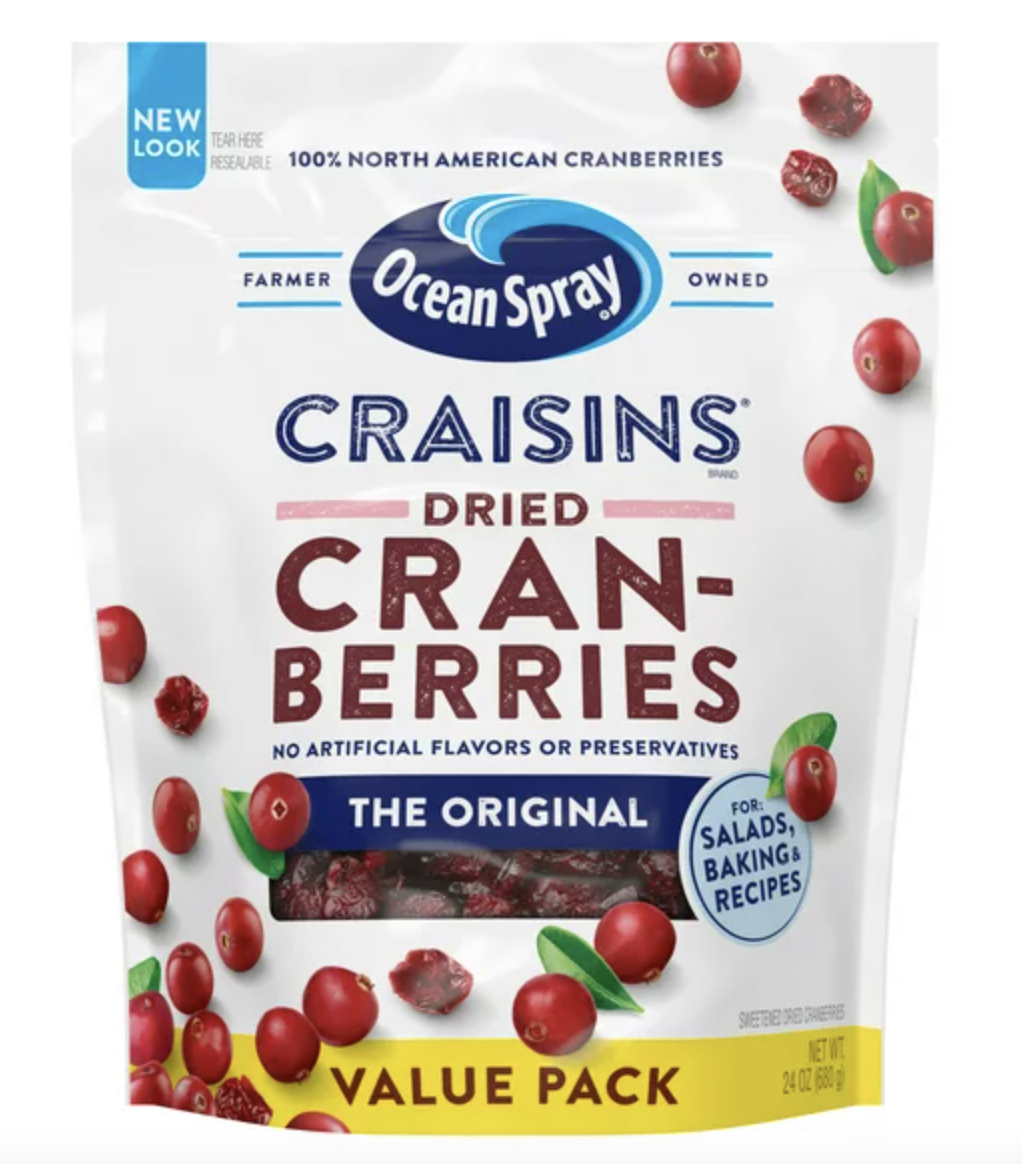 NEW
LOOK
TEAR HERE
RESEALABLE
100% NORTH AMERICAN CRANBERRIES
FARMER
Ocean Spray®
OWNED
CRAISINS®
BRAND
DRIED
CRAN-
BERRIES
NO ARTIFICIAL FLAVORS OR PRESERVATIVES
THE ORIGINAL
FOR:
SALADS,
BAKING &
RECIPES
SWEETENED DRIED CRANBERRIES
VALUE PACK
NET WT.
24 OZ (680 g)